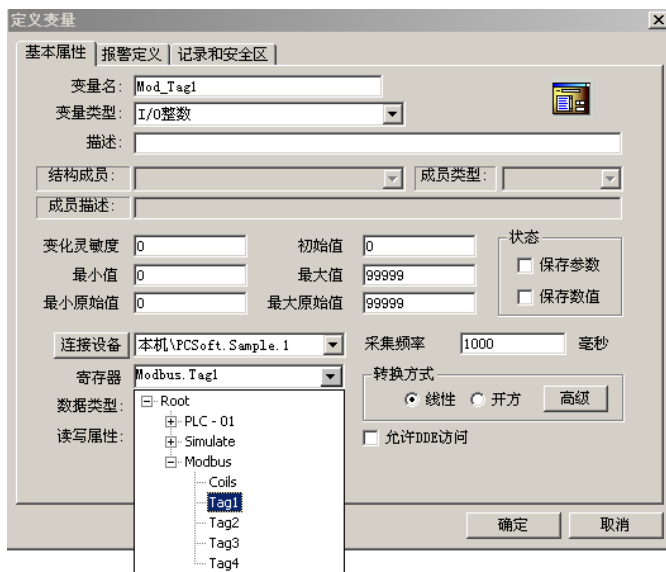 定义变量
基本属性 报警定义 记录和安全区
变量名: Mod_Tag1
变量类型: I/O整数
描述:
结构成员: 成员类型:
成员描述:
变化灵敏度 0 初始值 0 状态
最小值 0 最大值 99999 保存参数
最小原始值 0 最大原始值 99999 保存数值
连接设备 本机\PCSoft.Sample.1 采集频率 1000 毫秒
寄存器 Modbus.Tag1 转换方式
数据类型: Root 线性 开方 高级
PLC - 01
读写属性: Simulate 允许DDE访问
Modbus
Coils
Tag1
Tag2 确定 取消
Tag3
Tag4